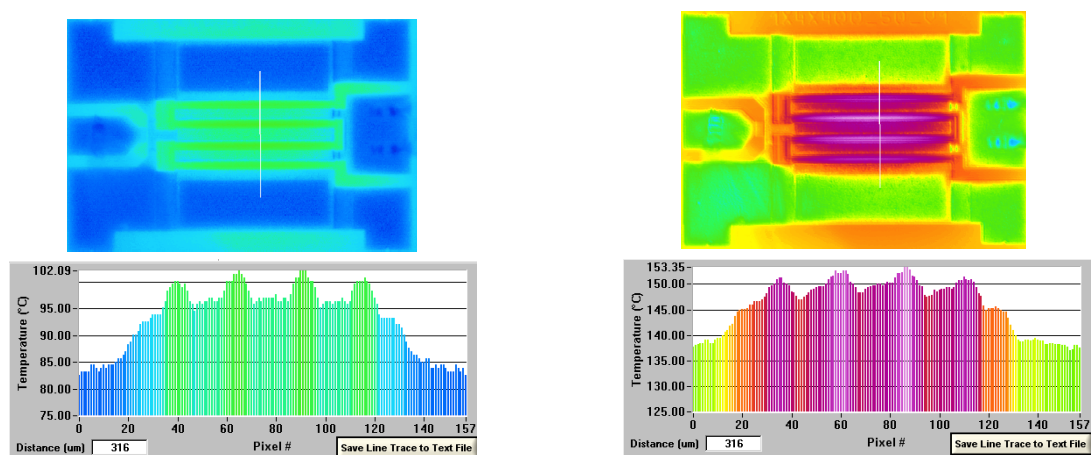 102.09
95.00
90.00
85.00
80.00
75.00
Temperature (°C)
0 20 40 60 80 100 120 140 157
Distance (um) 316 Pixel # Save Line Trace to Text File
153.35
150.00
145.00
140.00
135.00
130.00
125.00
Temperature (°C)
0 20 40 60 80 100 120 140 157
Distance (um) 316 Pixel # Save Line Trace to Text File